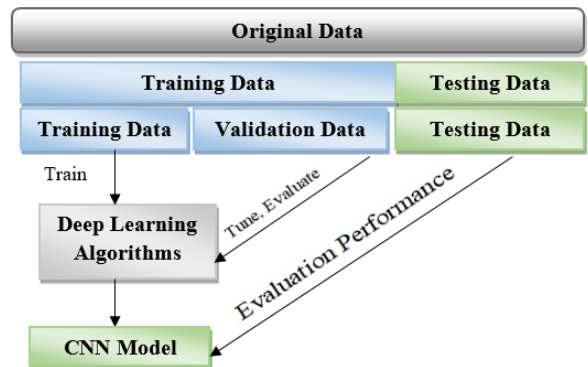 Original Data
Training Data
Testing Data
Training Data
Validation Data
Testing Data
Train
Tune, Evaluate
Evaluation Performance
Deep Learning
Algorithms
CNN Model